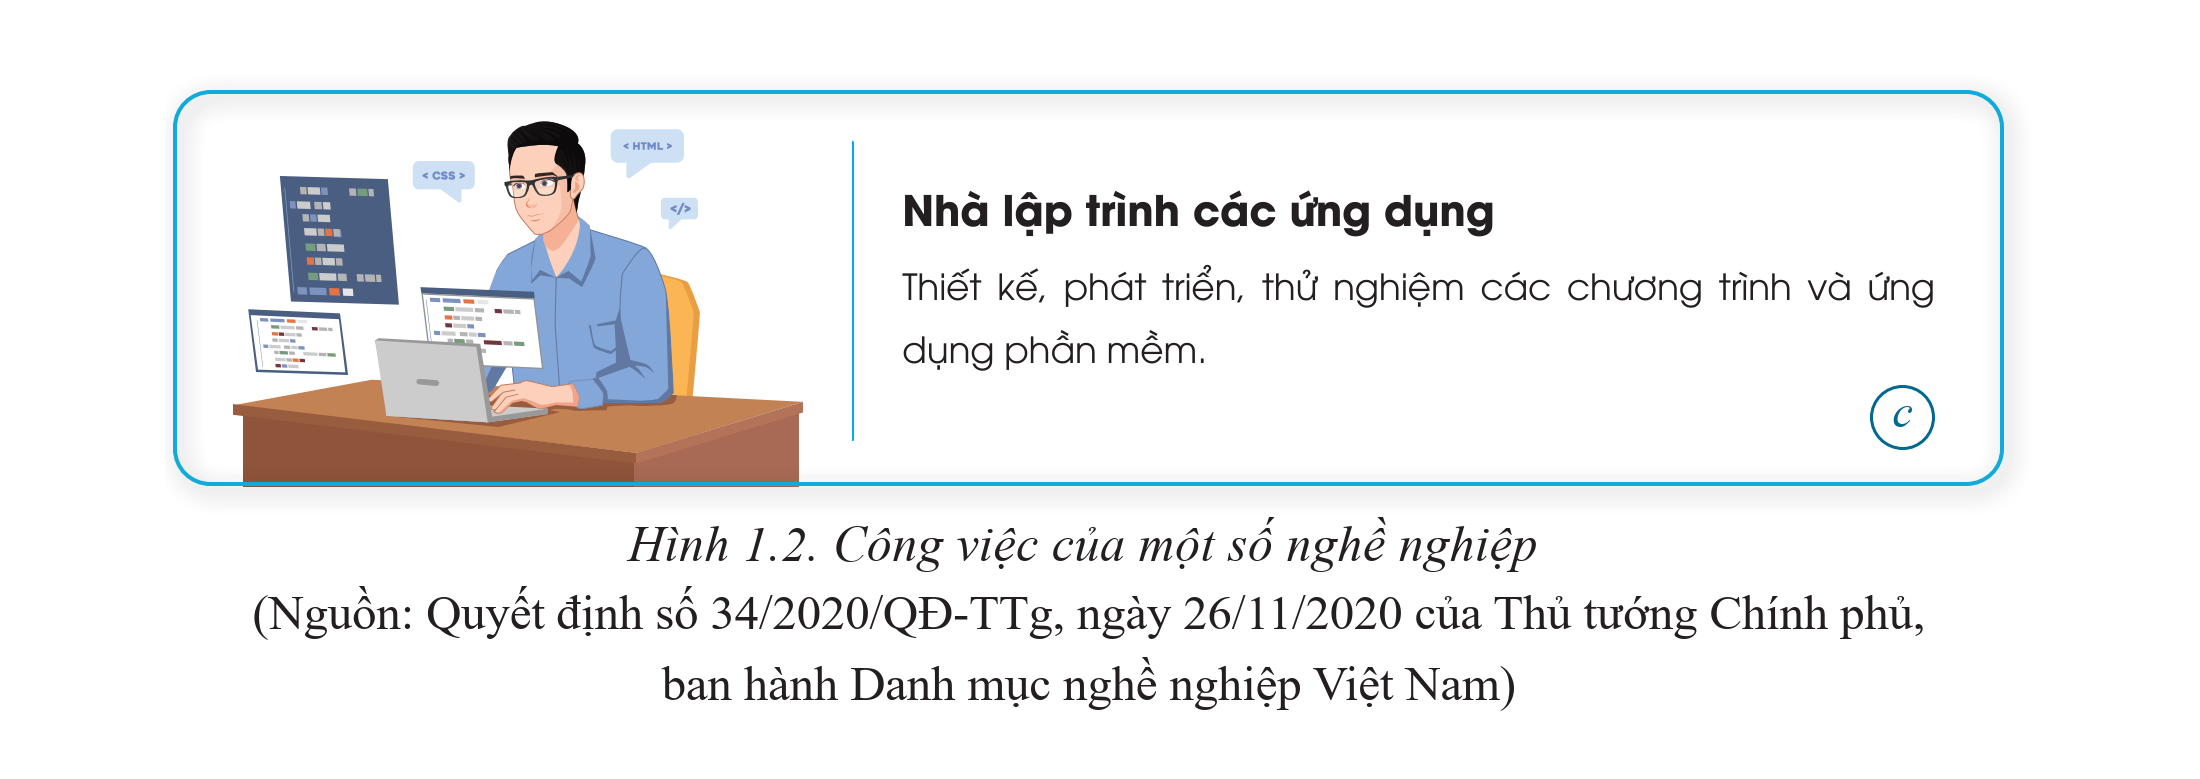 < HTML >
< CSS >
</>
Nhà lập trình các ứng dụng
Thiết kế, phát triển, thử nghiệm các chương trình và ứng
dụng phần mềm.
c
Hình 1.2. Công việc của một số nghề nghiệp
(Nguồn: Quyết định số 34/2020/QĐ-TTg, ngày 26/11/2020 của Thủ tướng Chính phủ,
ban hành Danh mục nghề nghiệp Việt Nam)